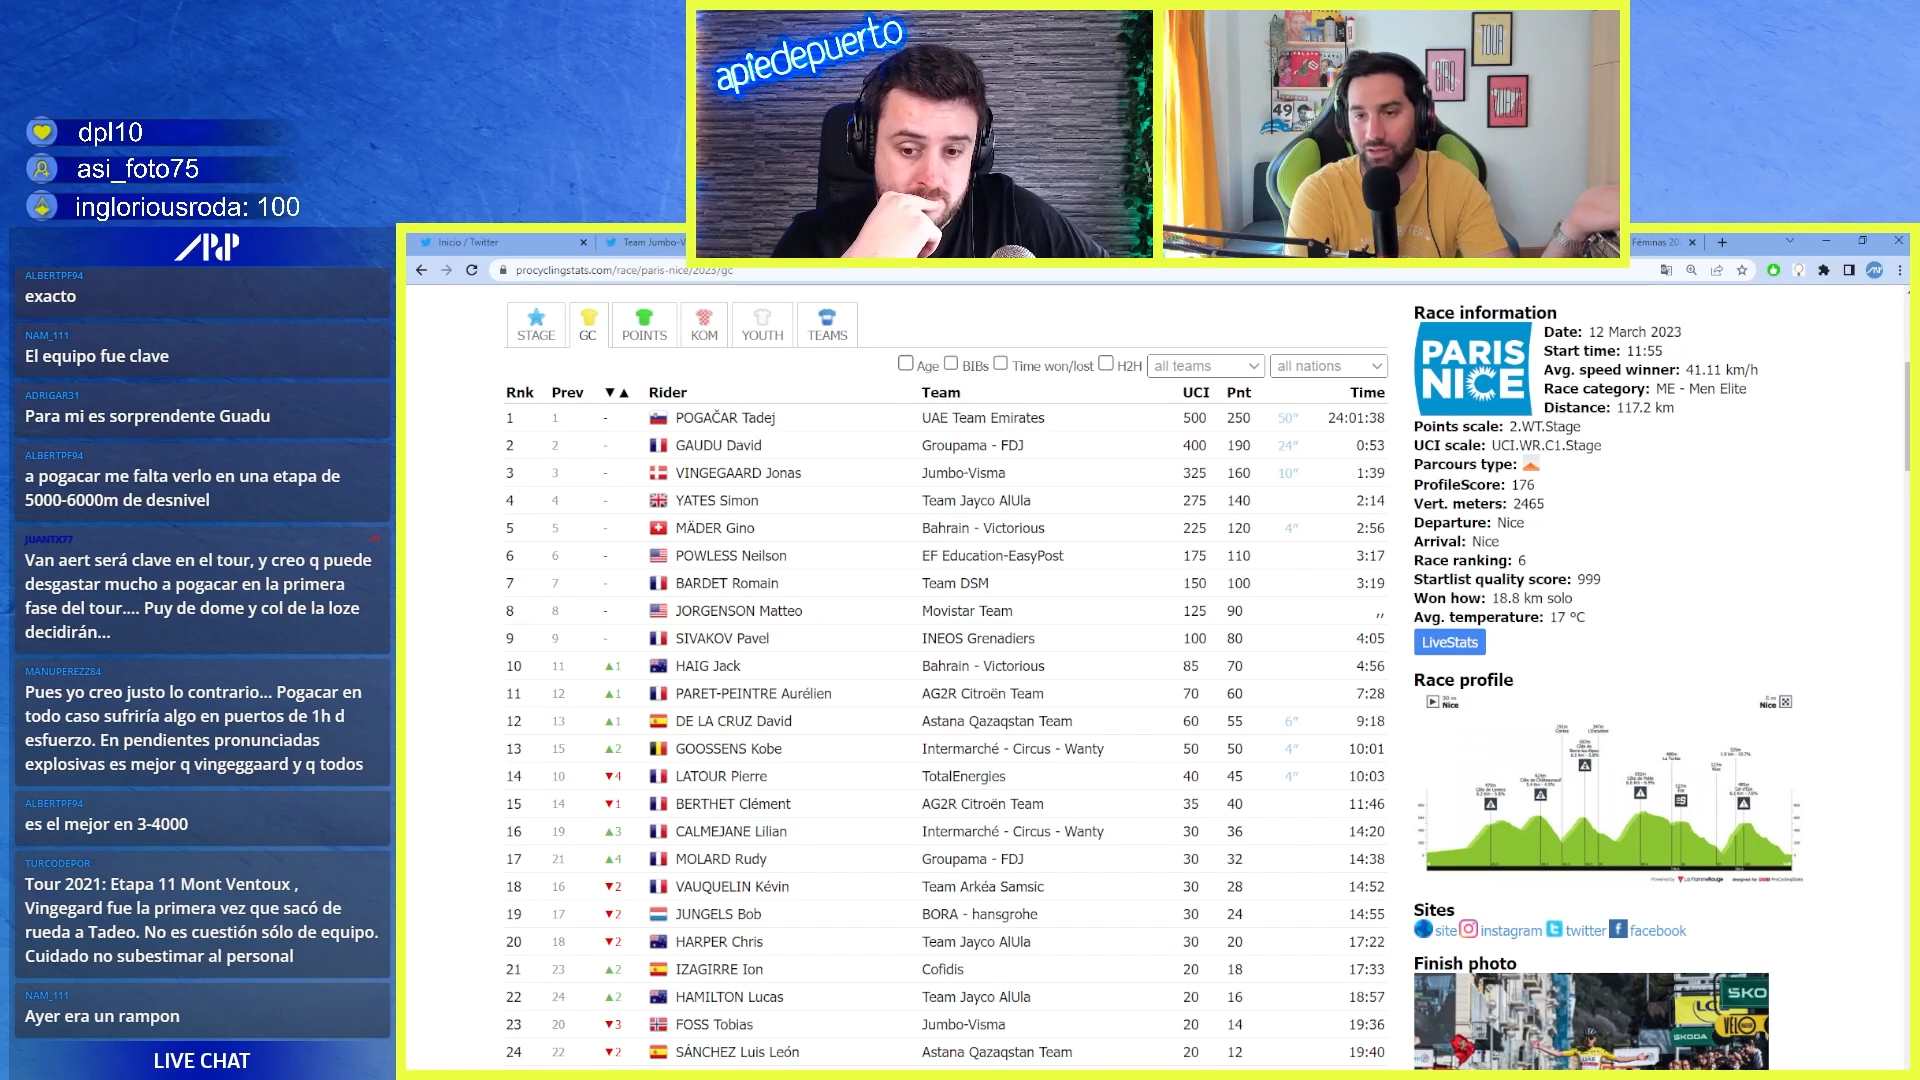 dpl10
asi_foto75
ingloriousroda: 100
apiedepuerto
TOUR
GIRO
49
ALBERTPF94
exacto
NAM_111
El equipo fue clave
ADRIGAR31
Para mi es sorprendente Guadu
ALBERTPF94
a pogacar me falta verlo en una etapa de
5000-6000m de desnivel
JUANTX77
Van aert será clave en el tour, y creo q puede
desgastar mucho a pogacar en la primera
fase del tour.... Puy de dome y col de la loze
decidirán...
MANUPEREZZ84
Pues yo creo justo lo contrario... Pogacar en
todo caso sufriría algo en puertos de 1h d
esfuerzo. En pendientes pronunciadas
explosivas es mejor q vingeggaard y q todos
ALBERTPF94
es el mejor en 3-4000
TURCODEPOR
Tour 2021: Etapa 11 Mont Ventoux ,
Vingegard fue la primera vez que sacó de
rueda a Tadeo. No es cuestión sólo de equipo.
Cuidado no subestimar al personal
NAM_111
Ayer era un rampon
LIVE CHAT
Inicio / Twitter
Team Jumbo-V
Féminas 20
procyclingstats.com/race/paris-nice/2023/gc
STAGE GC POINTS KOM YOUTH TEAMS
Age BIBs Time won/lost H2H all teams all nations
Rnk Prev ▼▲ Rider Team UCI Pnt Time
1 1 - POGAČAR Tadej UAE Team Emirates 500 250 50″ 24:01:38
2 2 - GAUDU David Groupama - FDJ 400 190 24″ 0:53
3 3 - VINGEGAARD Jonas Jumbo-Visma 325 160 10″ 1:39
4 4 - YATES Simon Team Jayco AlUla 275 140 2:14
5 5 - MÄDER Gino Bahrain - Victorious 225 120 4″ 2:56
6 6 - POWLESS Neilson EF Education-EasyPost 175 110 3:17
7 7 - BARDET Romain Team DSM 150 100 3:19
8 8 - JORGENSON Matteo Movistar Team 125 90 ,,
9 9 - SIVAKOV Pavel INEOS Grenadiers 100 80 4:05
10 11 ▲1 HAIG Jack Bahrain - Victorious 85 70 4:56
11 12 ▲1 PARET-PEINTRE Aurélien AG2R Citroën Team 70 60 7:28
12 13 ▲1 DE LA CRUZ David Astana Qazaqstan Team 60 55 6″ 9:18
13 15 ▲2 GOOSSENS Kobe Intermarché - Circus - Wanty 50 50 4″ 10:01
14 10 ▼4 LATOUR Pierre TotalEnergies 40 45 4″ 10:03
15 14 ▼1 BERTHET Clément AG2R Citroën Team 35 40 11:46
16 19 ▲3 CALMEJANE Lilian Intermarché - Circus - Wanty 30 36 14:20
17 21 ▲4 MOLARD Rudy Groupama - FDJ 30 32 14:38
18 16 ▼2 VAUQUELIN Kévin Team Arkéa Samsic 30 28 14:52
19 17 ▼2 JUNGELS Bob BORA - hansgrohe 30 24 14:55
20 18 ▼2 HARPER Chris Team Jayco AlUla 30 20 17:22
21 23 ▲2 IZAGIRRE Ion Cofidis 20 18 17:33
22 24 ▲2 HAMILTON Lucas Team Jayco AlUla 20 16 18:57
23 20 ▼3 FOSS Tobias Jumbo-Visma 20 14 19:36
24 22 ▼2 SÁNCHEZ Luis León Astana Qazaqstan Team 20 12 19:40
Race information
PARIS
NICE
Date: 12 March 2023
Start time: 11:55
Avg. speed winner: 41.11 km/h
Race category: ME - Men Elite
Distance: 117.2 km
Points scale: 2.WT.Stage
UCI scale: UCI.WR.C1.Stage
Parcours type:
ProfileScore: 176
Vert. meters: 2465
Departure: Nice
Arrival: Nice
Race ranking: 6
Startlist quality score: 999
Won how: 18.8 km solo
Avg. temperature: 17 °C
LiveStats
Race profile
Nice
Nice
Sites
site instagram twitter facebook
Finish photo
SKO
SKODA